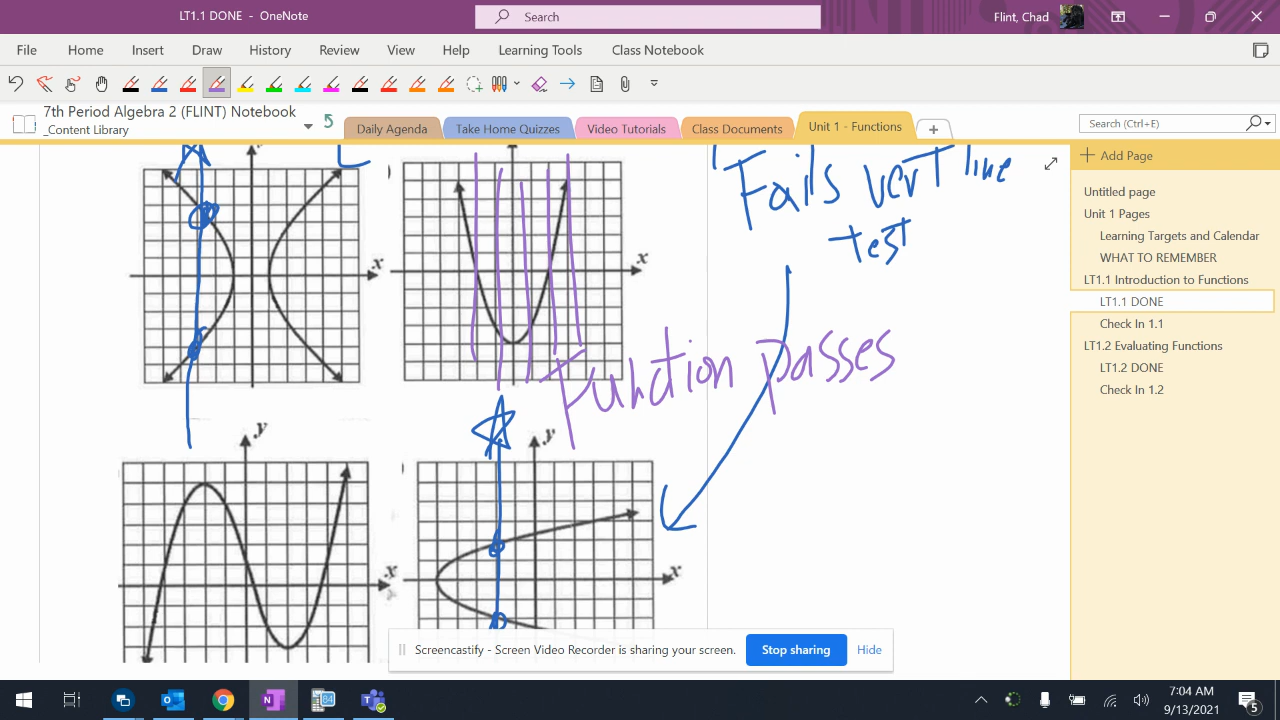 LT1.1 DONE - OneNote
Search
Flint, Chad
File Home Insert Draw History Review View Help Learning Tools Class Notebook
7th Period Algebra 2 (FLINT) Notebook
_Content Library
Daily Agenda Take Home Quizzes Video Tutorials Class Documents Unit 1 - Functions
Search (Ctrl+E)
Add Page
Untitled page
Unit 1 Pages
Learning Targets and Calendar
WHAT TO REMEMBER
LT1.1 Introduction to Functions
LT1.1 DONE
Check In 1.1
LT1.2 Evaluating Functions
LT1.2 DONE
Check In 1.2
Fails vert line
test
x
x
Function passes
y
y
x
x
Screencastify - Screen Video Recorder is sharing your screen. Stop sharing Hide
7:04 AM
9/13/2021
5